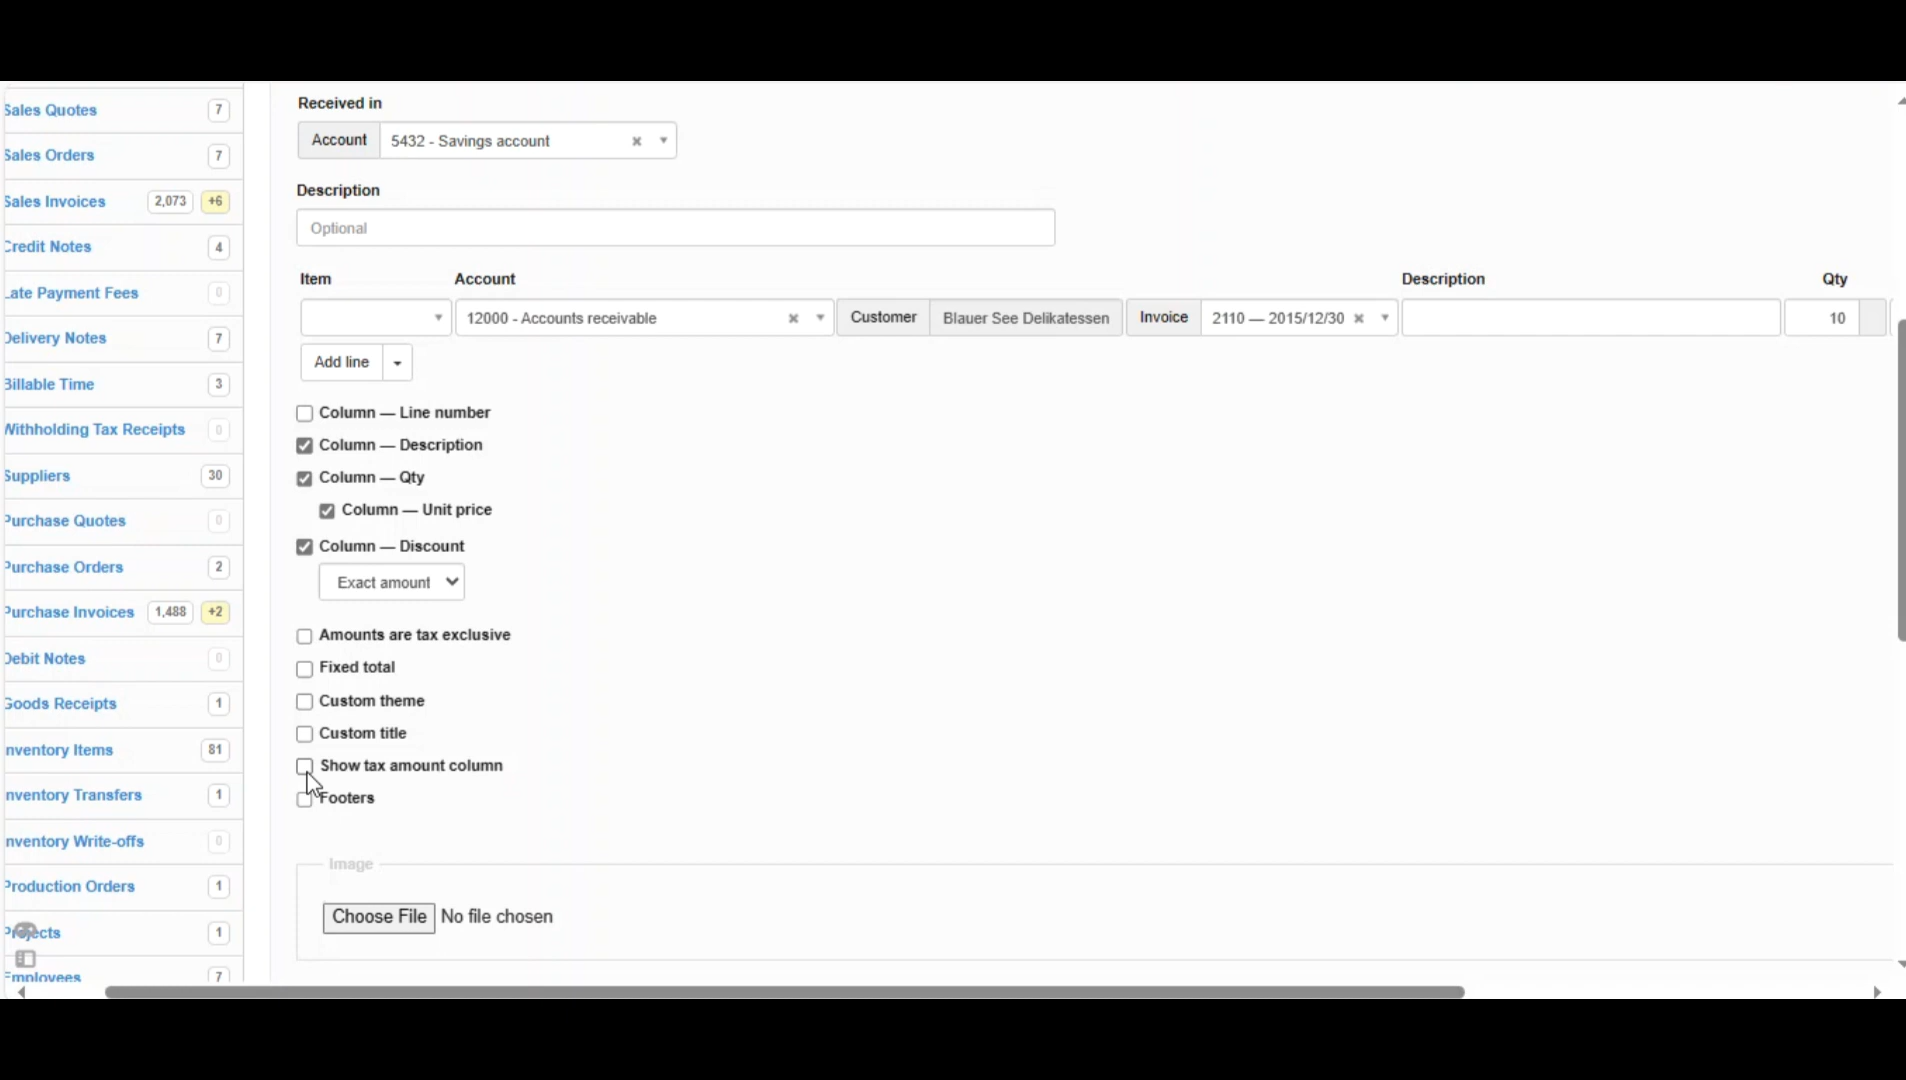 Sales Quotes 7
Sales Orders 7
Sales Invoices 2,073 +6
Credit Notes 4
Late Payment Fees 0
Delivery Notes 7
Billable Time 3
Withholding Tax Receipts 0
Suppliers 30
Purchase Quotes 0
Purchase Orders 2
Purchase Invoices 1,488 +2
Debit Notes 0
Goods Receipts 1
nventory Items 81
nventory Transfers 1
nventory Write-offs 0
Production Orders 1
Projects 1
Employees 7
Received in
Account 5432 - Savings account
Description
Optional
Item Account Description Qty
12000 - Accounts receivable Customer Blauer See Delikatessen Invoice 2110 — 2015/12/30 10
Add line
Column — Line number
Column — Description
Column — Qty
Column — Unit price
Column — Discount
Exact amount
Amounts are tax exclusive
Fixed total
Custom theme
Custom title
Show tax amount column
Footers
Image
Choose File No file chosen